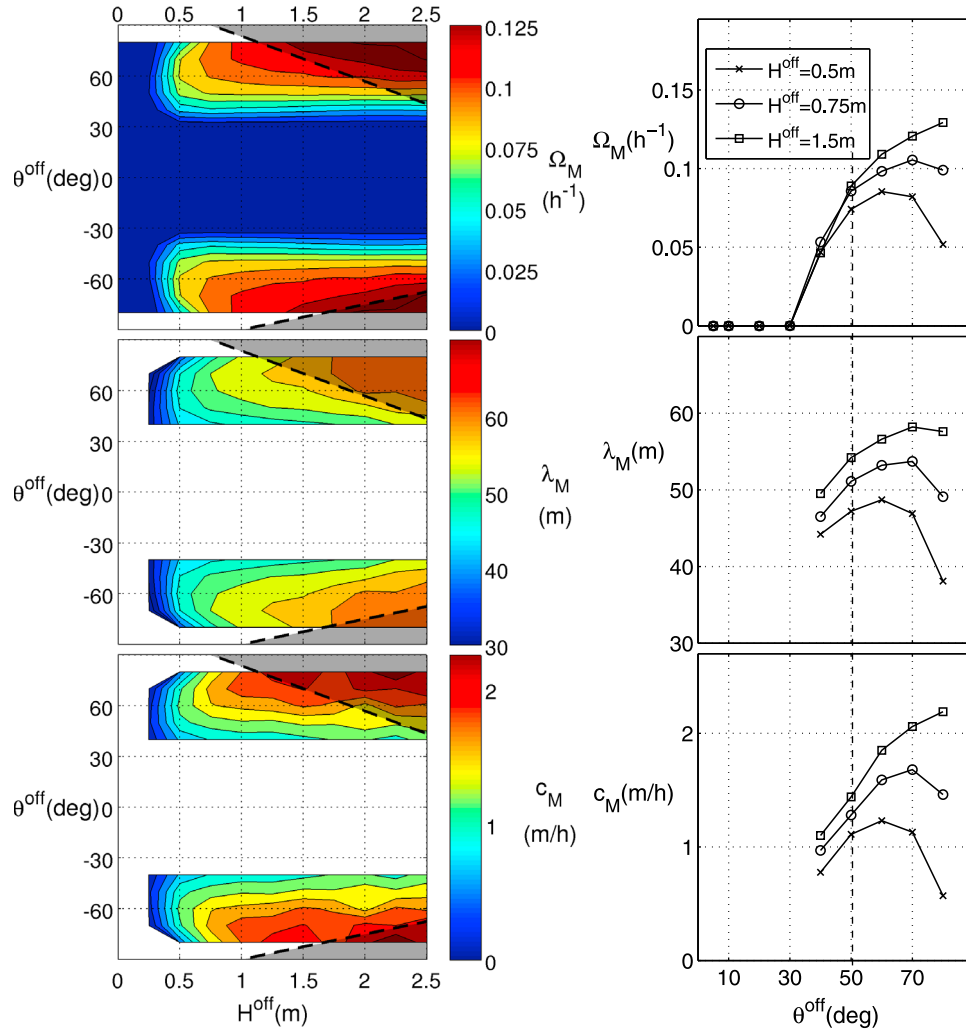 0 0.5 1 1.5 2 2.5
60
30
θ^off(deg) 0
-30
-60
0.125
0.1
0.075
0.05
0.025
0
Ω_M
(h⁻¹)
60
30
θ^off(deg) 0
-30
-60
60
50
40
30
λ_M
(m)
60
30
θ^off(deg) 0
-30
-60
2
1
0
c_M
(m/h)
0 0.5 1 1.5 2 2.5
H^off(m)
H^off=0.5m
H^off=0.75m
H^off=1.5m
0.15
Ω_M(h⁻¹)
0.1
0.05
0
60
λ_M(m)
50
40
30
2
c_M(m/h)
1
0
10 30 50 70
θ^off(deg)